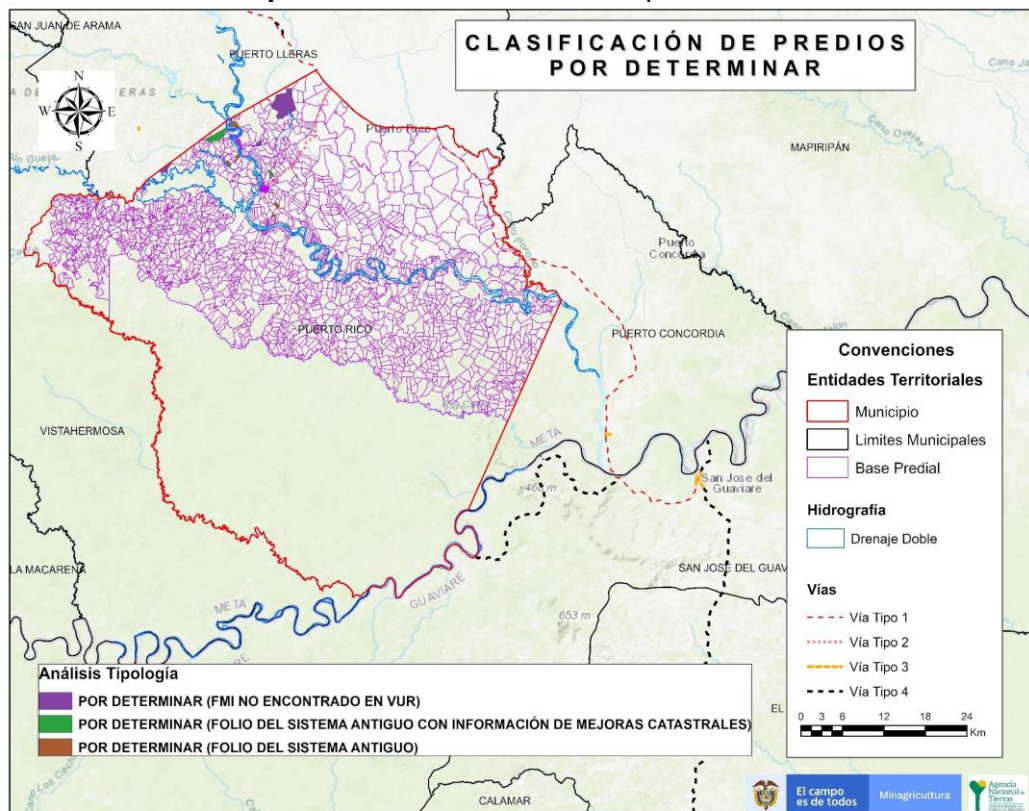 CLASIFICACIÓN DE PREDIOS
POR DETERMINAR
SAN JUAN DE ARAMA
PUERTO LLERAS
N
W
E
S
Puerto Rico
Caño Ovejas
MAPIRIPÁN
Puerto
Concordia
PUERTO RICO
PUERTO CONCORDIA
VISTAHERMOSA
META
468 m
San Jose del
Guaviare
LA MACARENA
SAN JOSE DEL GUAV
GUAVIARE
META
653 m
EL
CALAMAR
Convenciones
Entidades Territoriales
Municipio
Limites Municipales
Base Predial
Hidrografía
Drenaje Doble
Vías
Vía Tipo 1
Vía Tipo 2
Vía Tipo 3
Vía Tipo 4
0 3 6 12 18 24
Km
Análisis Tipología
POR DETERMINAR (FMI NO ENCONTRADO EN VUR)
POR DETERMINAR (FOLIO DEL SISTEMA ANTIGUO CON INFORMACIÓN DE MEJORAS CATASTRALES)
POR DETERMINAR (FOLIO DEL SISTEMA ANTIGUO)
El campo
es de todos
Minagricultura
Agencia
Nacional de
Tierras